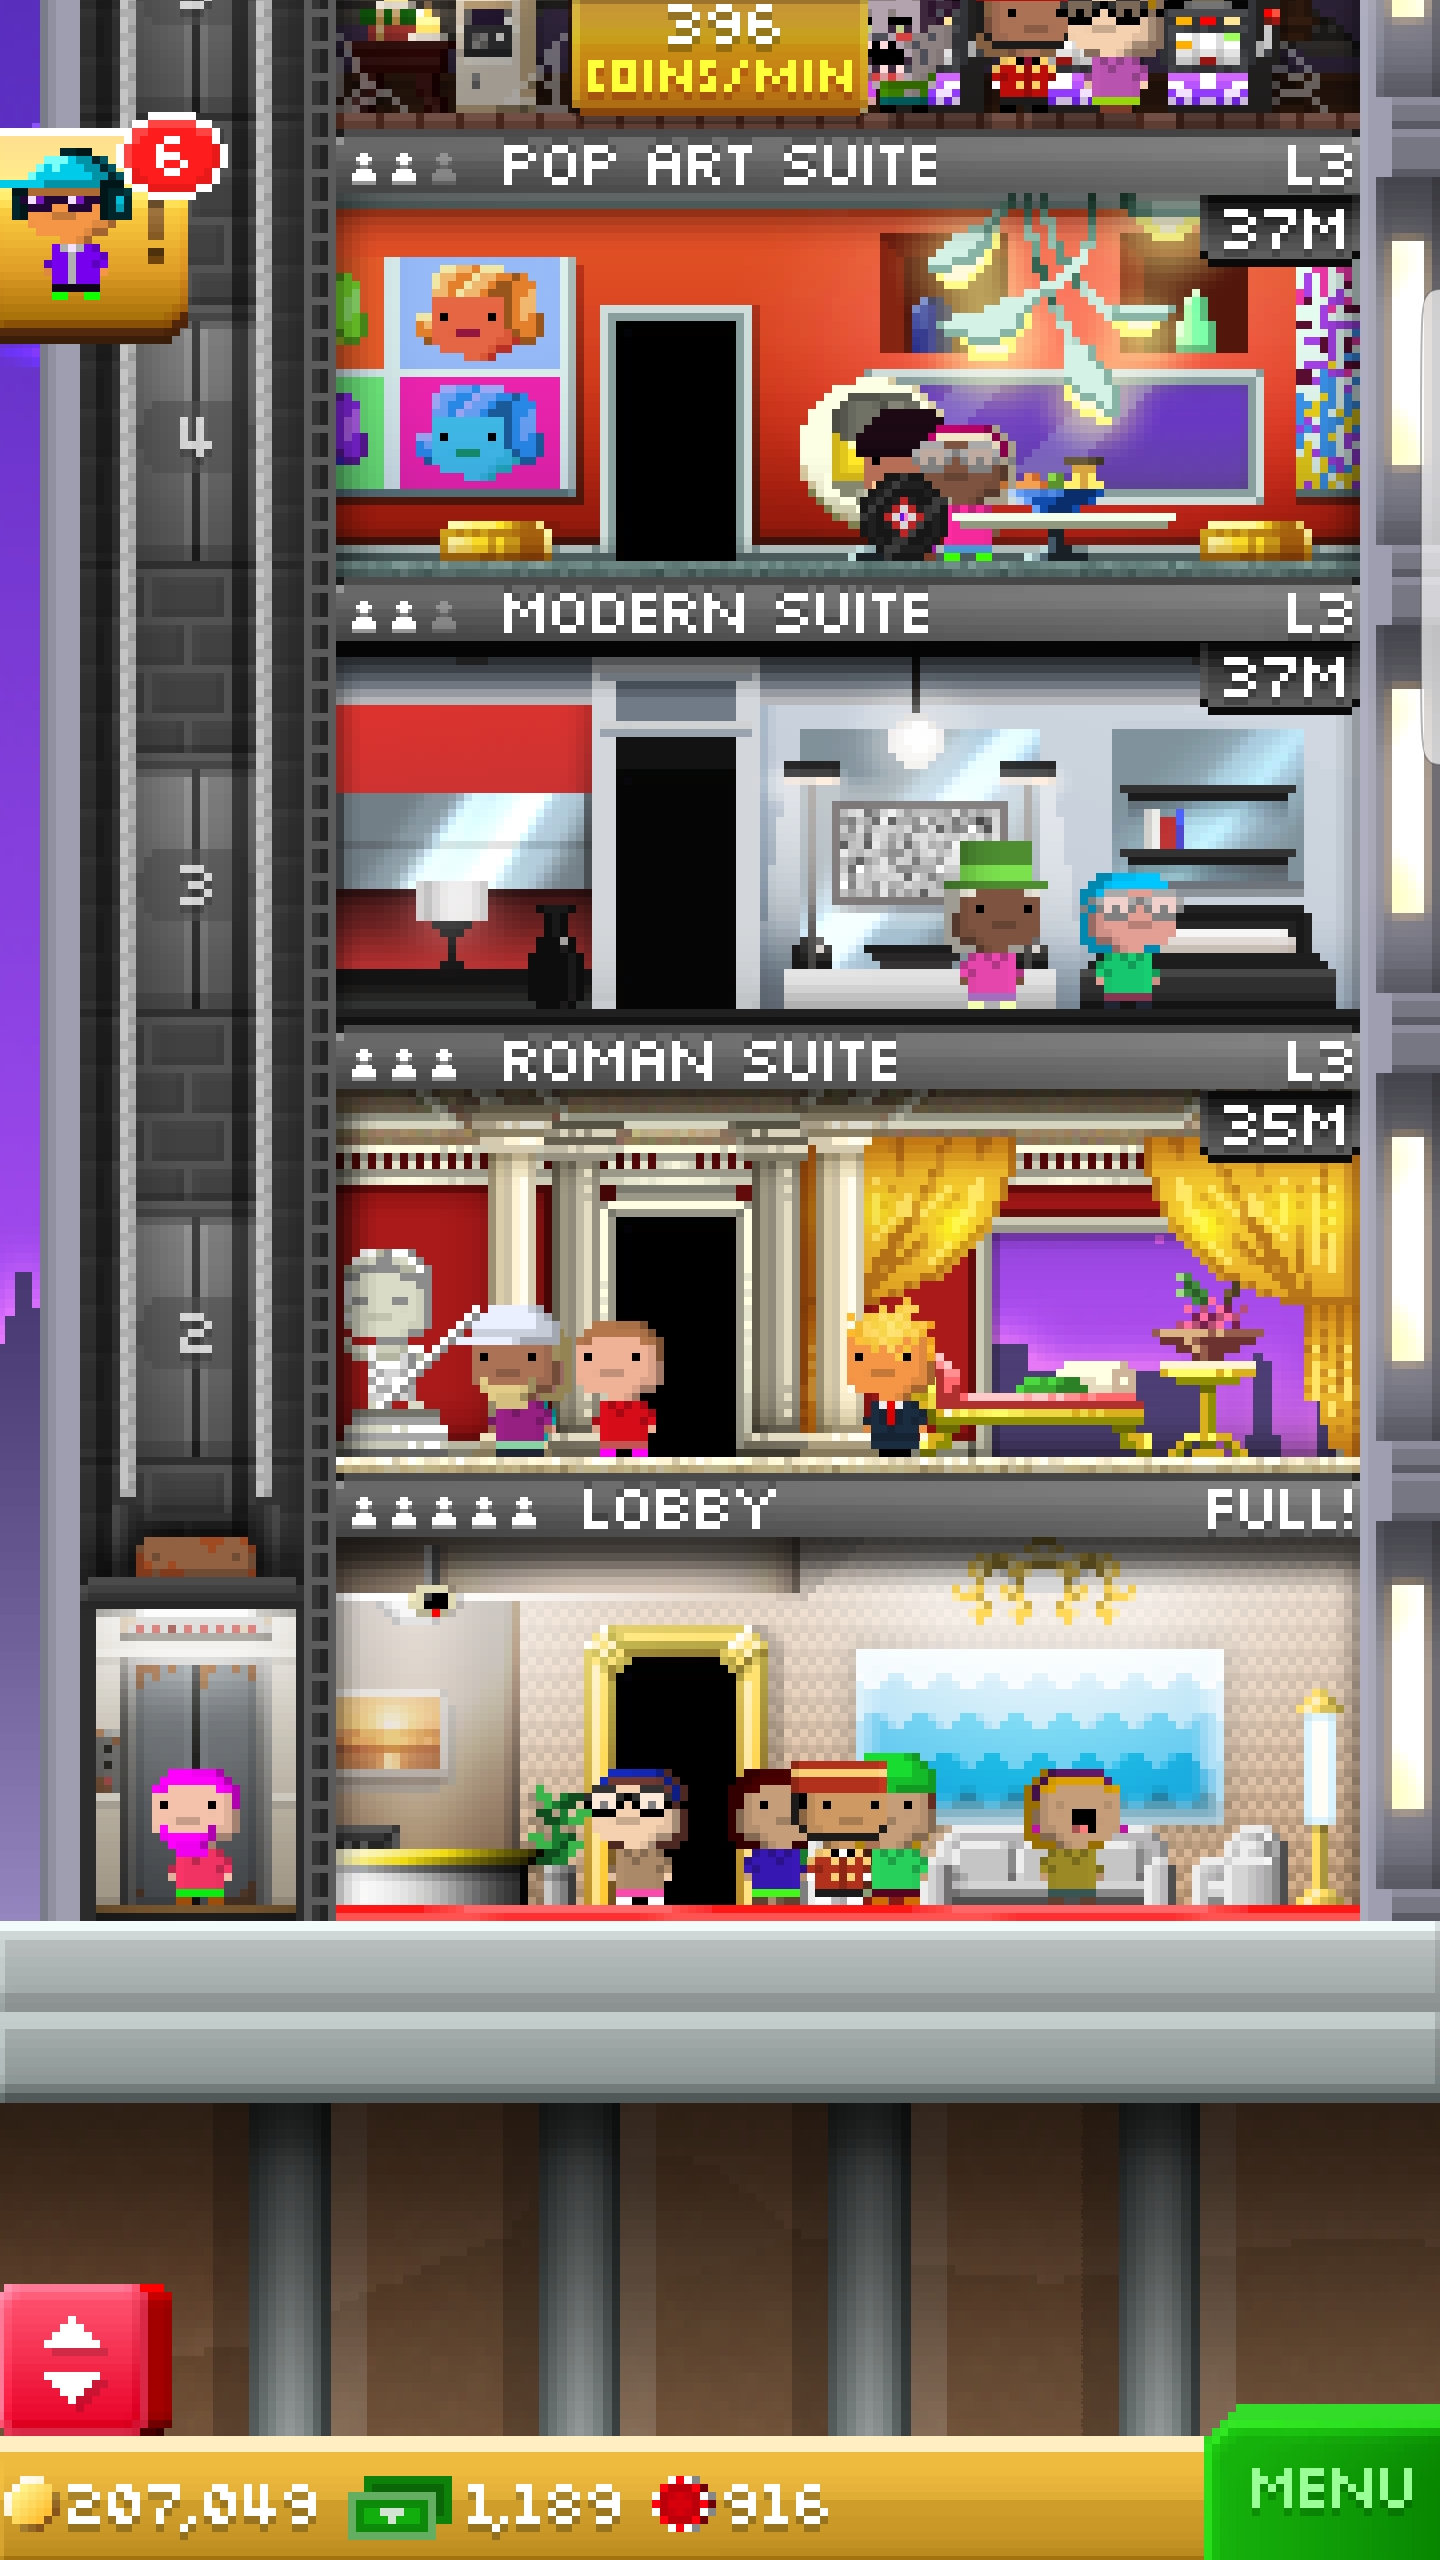 396
COINS/MIN
6
POP ART SUITE L3
37M
4
MODERN SUITE L3
37M
3
ROMAN SUITE L3
35M
2
LOBBY FULL!
207,049 1,189 916
MENU